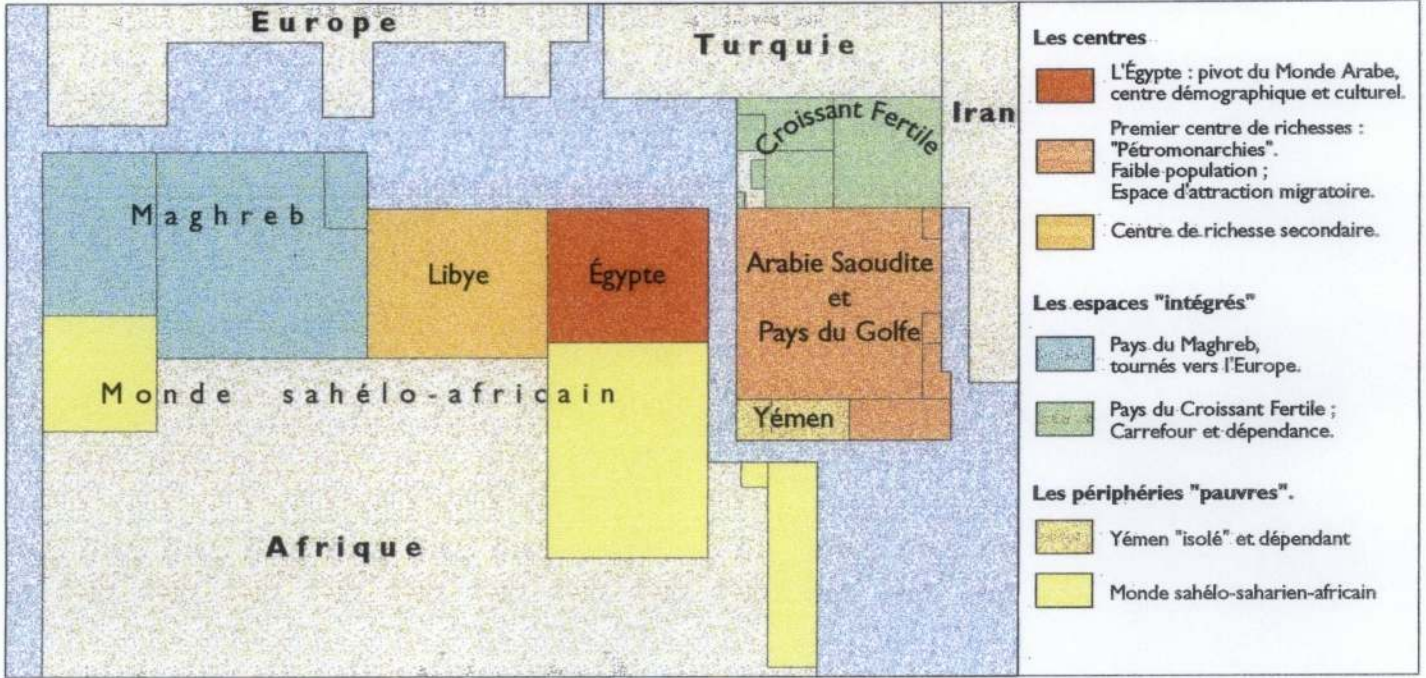 Europe
Turquie
Iran
Croissant Fertile
Maghreb
Libye
Égypte
Arabie Saoudite
et
Pays du Golfe
Monde sahélo-africain
Yémen
Afrique
Les centres
L'Égypte : pivot du Monde Arabe,
centre démographique et culturel.
Premier centre de richesses :
"Pétromonarchies".
Faible population ;
Espace d'attraction migratoire.
Centre de richesse secondaire.
Les espaces "intégrés"
Pays du Maghreb,
tournés vers l'Europe.
Pays du Croissant Fertile ;
Carrefour et dépendance.
Les périphéries "pauvres".
Yémen "isolé" et dépendant
Monde sahélo-saharien-africain